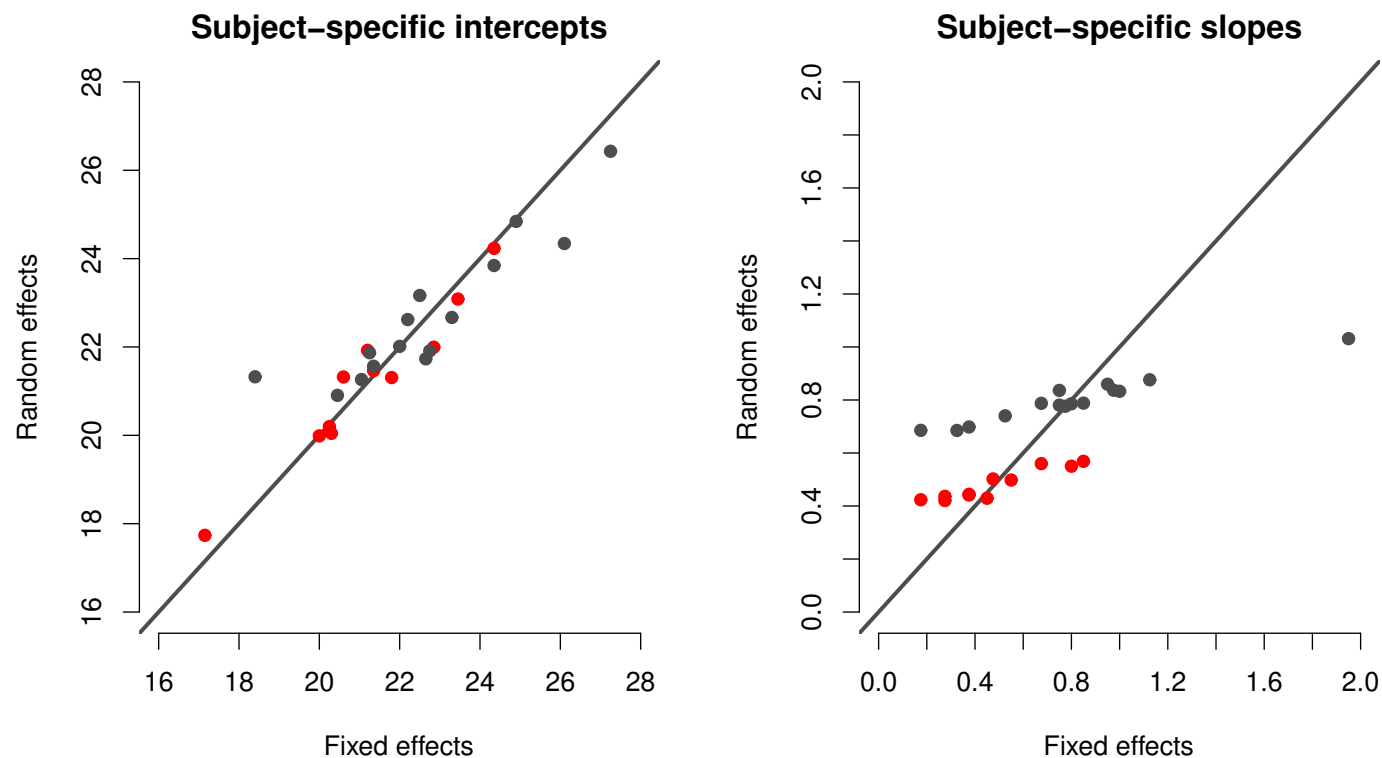 Subject−specific intercepts
Random effects
28
26
24
22
20
18
16
16 18 20 22 24 26 28
Fixed effects
Subject−specific slopes
Random effects
2.0
1.6
1.2
0.8
0.4
0.0
0.0 0.4 0.8 1.2 1.6 2.0
Fixed effects